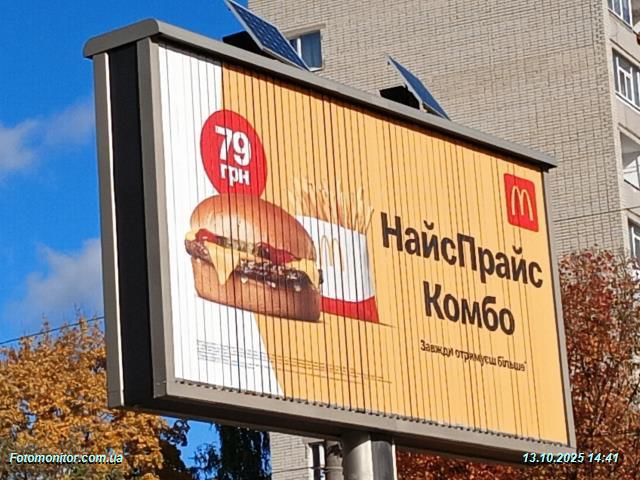 79
грн
НайсПрайс
Комбо
Завжди отримуєш більше*
Fotomonitor.com.ua
13.10.2025 14:41